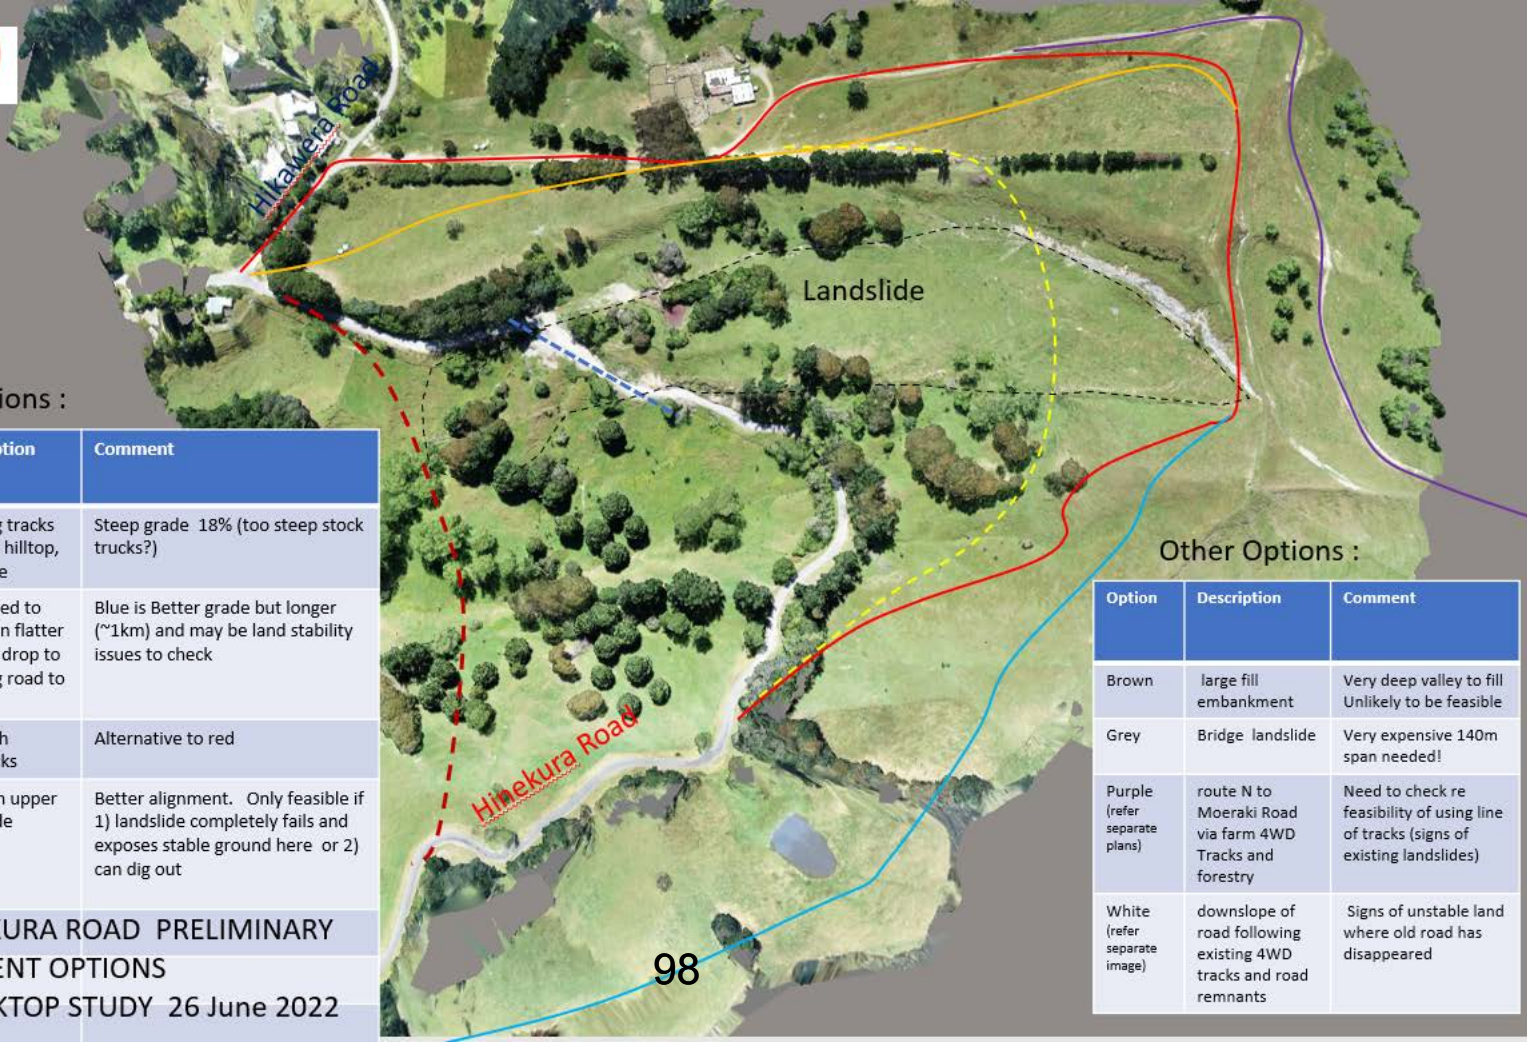 Hikawera Road
Landslide
ions :
tion
Comment
g tracks
hilltop,
e
Steep grade 18% (too steep stock
trucks?)
ed to
n flatter
drop to
g road to
Blue is Better grade but longer
(~1km) and may be land stability
issues to check
h
ks
Alternative to red
n upper
le
Better alignment. Only feasible if
1) landslide completely fails and
exposes stable ground here or 2)
can dig out
KURA ROAD PRELIMINARY
ENT OPTIONS
KTOP STUDY 26 June 2022
Hinekura Road
98
Other Options :
Option
Description
Comment
Brown
large fill
embankment
Very deep valley to fill
Unlikely to be feasible
Grey
Bridge landslide
Very expensive 140m
span needed!
Purple
(refer
separate
plans)
route N to
Moeraki Road
via farm 4WD
Tracks and
forestry
Need to check re
feasibility of using line
of tracks (signs of
existing landslides)
White
(refer
separate
image)
downslope of
road following
existing 4WD
tracks and road
remnants
Signs of unstable land
where old road has
disappeared